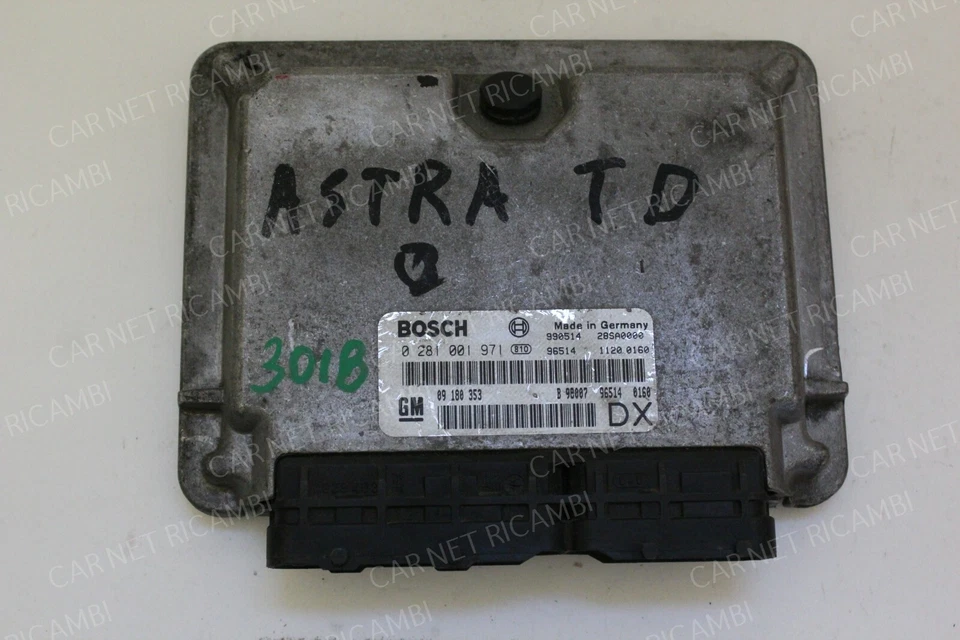 ASTRA TD
301B
BOSCH Made in Germany
990514 28SA0000
0 281 001 971 810 96514 1120 0160
09 180 353 B 98007 96514 0160
GM DX
CAR NET RICAMBI